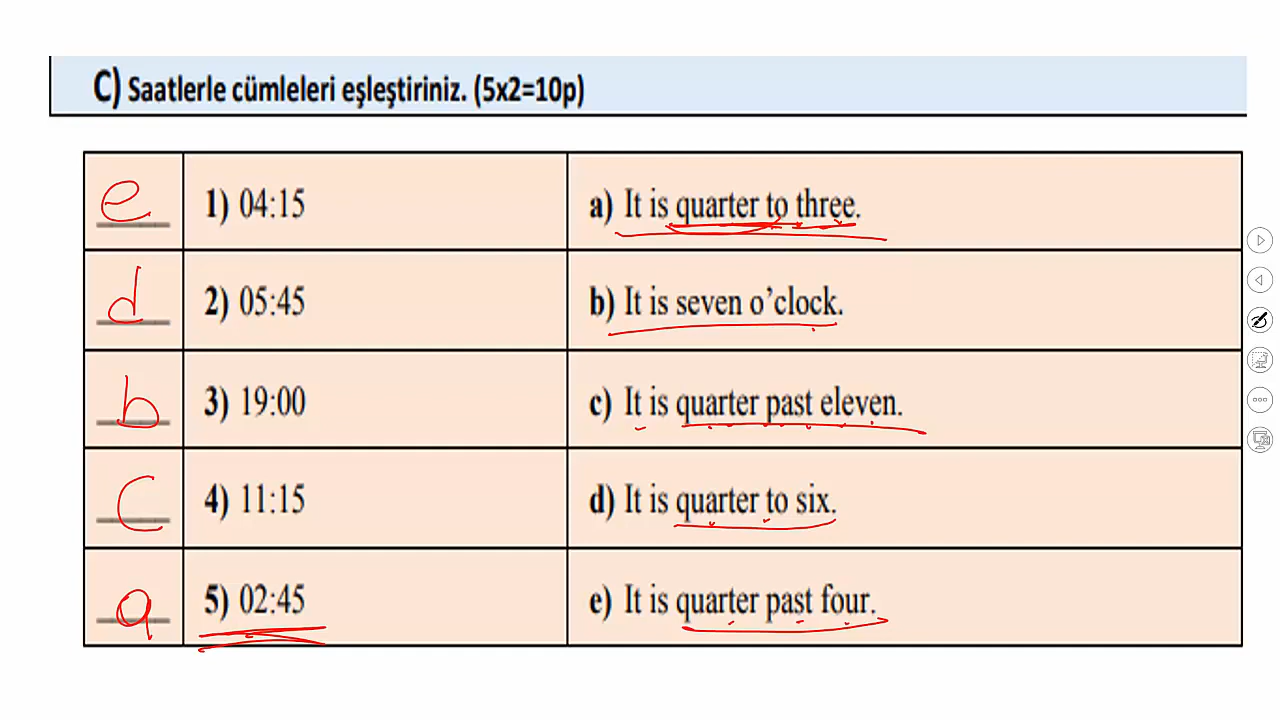 C) Saatlerle cümleleri eşleştiriniz. (5x2=10p)
e 1) 04:15 a) It is quarter to three.
d 2) 05:45 b) It is seven o’clock.
b 3) 19:00 c) It is quarter past eleven.
c 4) 11:15 d) It is quarter to six.
a 5) 02:45 e) It is quarter past four.